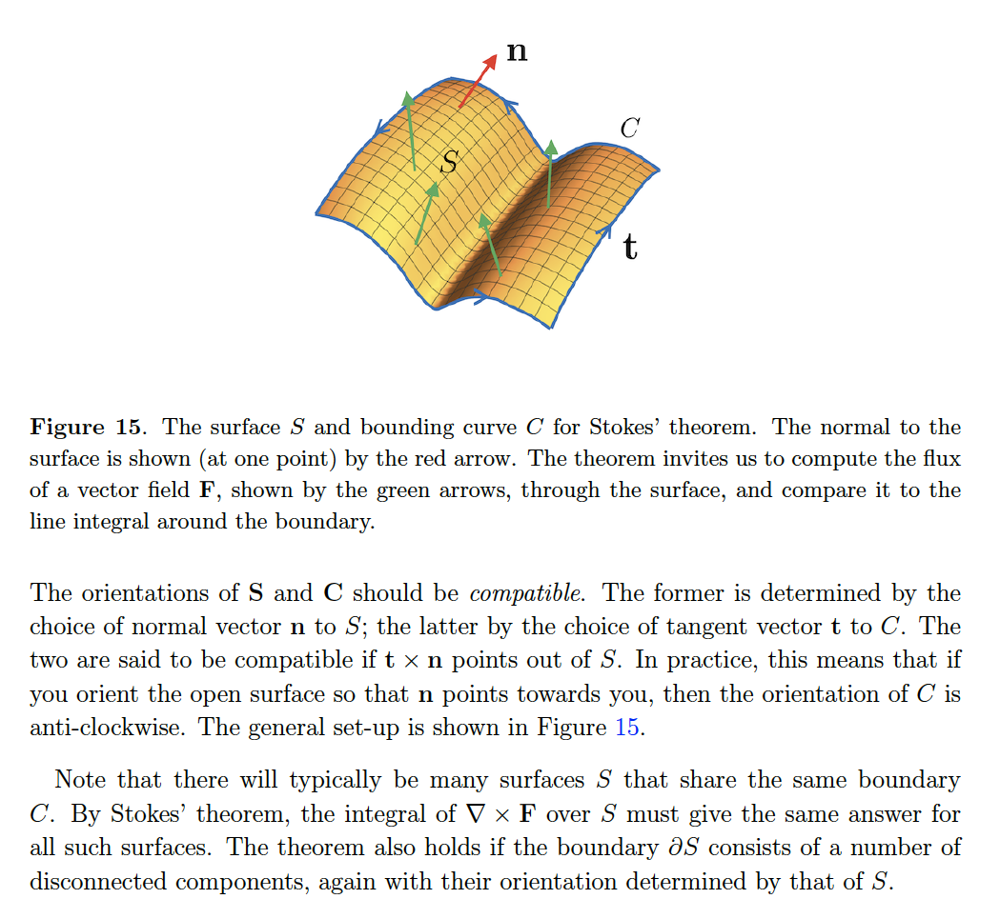 n
C
S
t
Figure 15. The surface S and bounding curve C for Stokes’ theorem. The normal to the
surface is shown (at one point) by the red arrow. The theorem invites us to compute the flux
of a vector field F, shown by the green arrows, through the surface, and compare it to the
line integral around the boundary.
The orientations of S and C should be compatible. The former is determined by the
choice of normal vector n to S; the latter by the choice of tangent vector t to C. The
two are said to be compatible if t × n points out of S. In practice, this means that if
you orient the open surface so that n points towards you, then the orientation of C is
anti-clockwise. The general set-up is shown in Figure 15.
Note that there will typically be many surfaces S that share the same boundary
C. By Stokes’ theorem, the integral of ∇ × F over S must give the same answer for
all such surfaces. The theorem also holds if the boundary ∂S consists of a number of
disconnected components, again with their orientation determined by that of S.